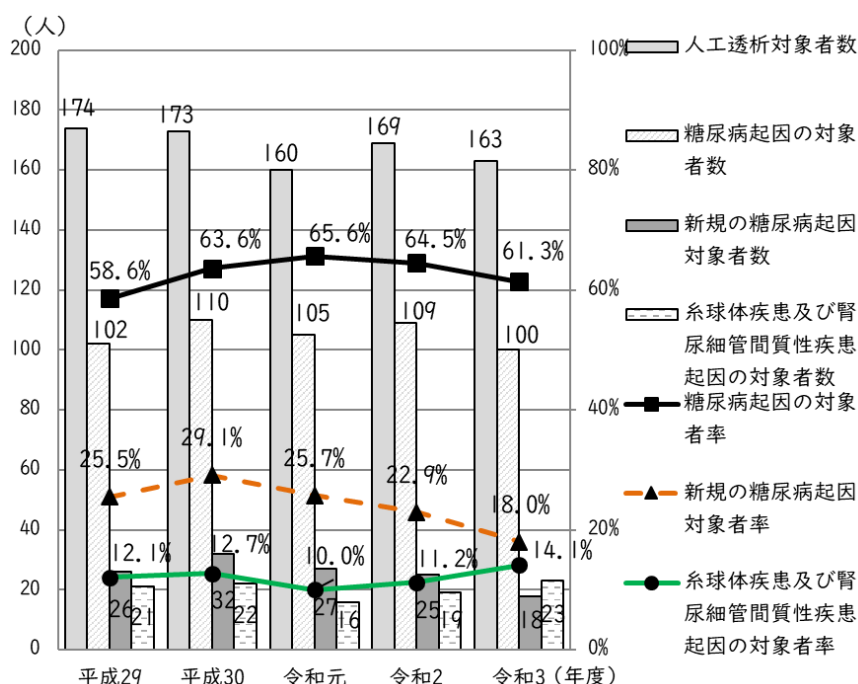 (人)
200
180
160
140
120
100
80
60
40
20
0
100%
80%
60%
40%
20%
0%
174
173
160
169
163
58.6%
63.6%
65.6%
64.5%
61.3%
102
110
105
109
100
25.5%
29.1%
25.7%
22.9%
18.0%
12.1%
12.7%
10.0%
11.2%
14.1%
26
21
32
22
27
16
25
19
18
23
平成29
平成30
令和元
令和2
令和3 (年度)
人工透析対象者数
糖尿病起因の対象
者数
新規の糖尿病起因
対象者数
糸球体疾患及び腎
尿細管間質性疾患
起因の対象者数
糖尿病起因の対象
者率
新規の糖尿病起因
対象者率
糸球体疾患及び腎
尿細管間質性疾患
起因の対象者率